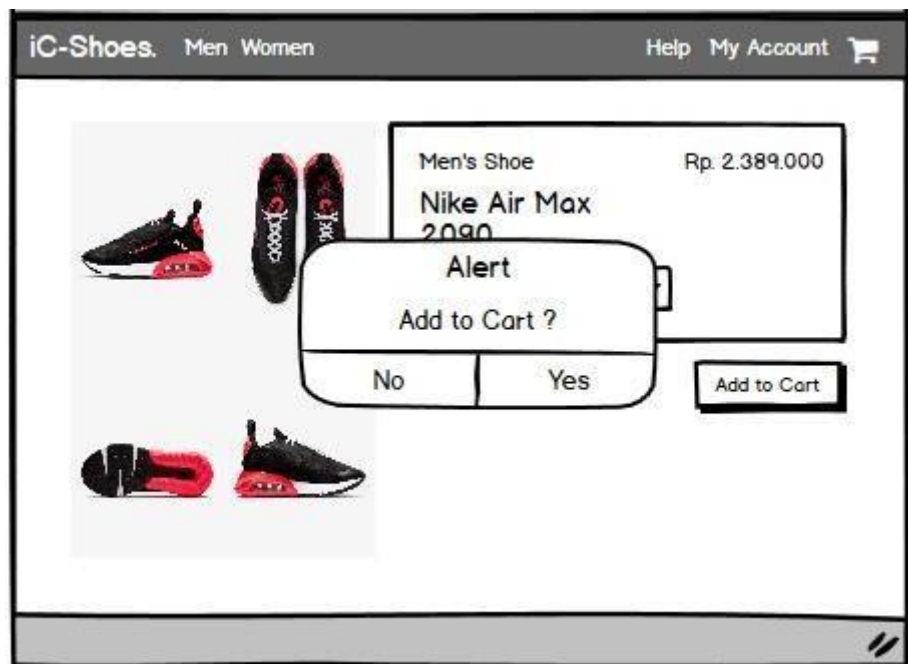 iC-Shoes. Men Women Help My Account
Men's Shoe Rp. 2.389.000
Nike Air Max
2090
Alert
Add to Cart ?
No Yes
Add to Cart